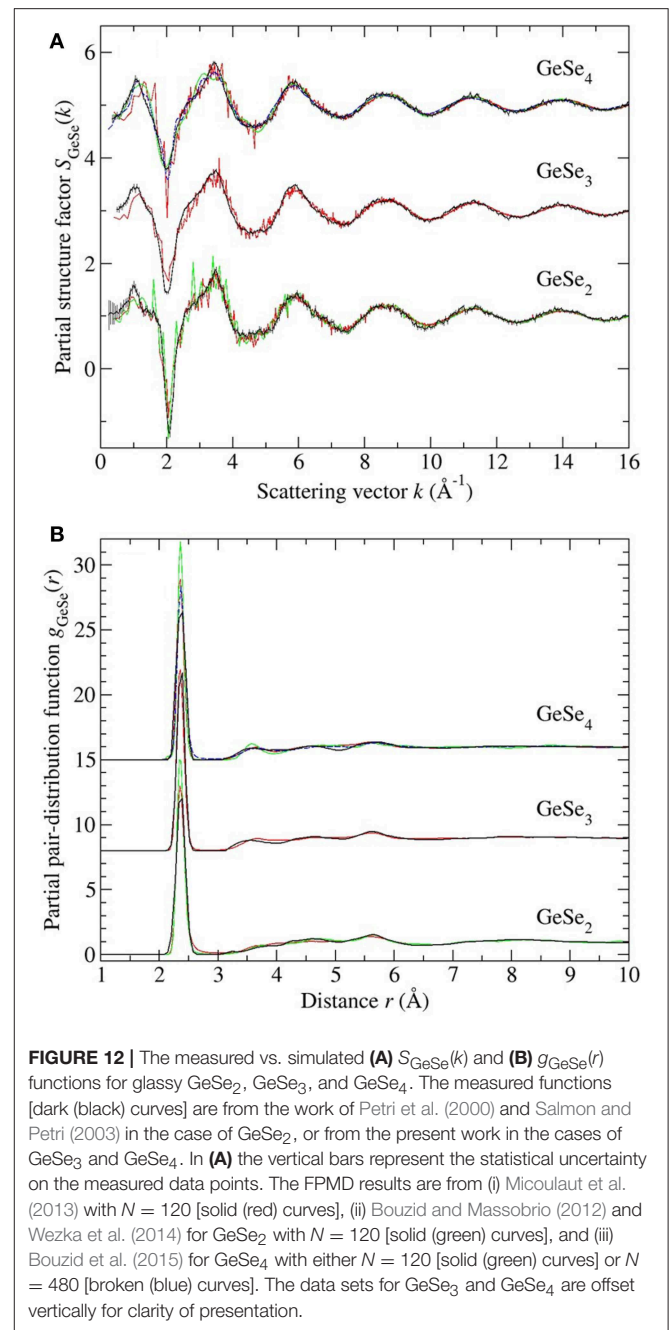 A
Partial structure factor S_GeSe(k)
6
4
2
0
GeSe₄
GeSe₃
GeSe₂
0 2 4 6 8 10 12 14 16
Scattering vector k (Å⁻¹)
B
Partial pair-distribution function g_GeSe(r)
30
25
20
15
10
5
0
GeSe₄
GeSe₃
GeSe₂
1 2 3 4 5 6 7 8 9 10
Distance r (Å)
FIGURE 12 | The measured vs. simulated (A) S_GeSe(k) and (B) g_GeSe(r)
functions for glassy GeSe₂, GeSe₃, and GeSe₄. The measured functions
[dark (black) curves] are from the work of Petri et al. (2000) and Salmon and
Petri (2003) in the case of GeSe₂, or from the present work in the cases of
GeSe₃ and GeSe₄. In (A) the vertical bars represent the statistical uncertainty
on the measured data points. The FPMD results are from (i) Micoulaut et al.
(2013) with N = 120 [solid (red) curves], (ii) Bouzid and Massobrio (2012) and
Wezka et al. (2014) for GeSe₂ with N = 120 [solid (green) curves], and (iii)
Bouzid et al. (2015) for GeSe₄ with either N = 120 [solid (green) curves] or N
= 480 [broken (blue) curves]. The data sets for GeSe₃ and GeSe₄ are offset
vertically for clarity of presentation.